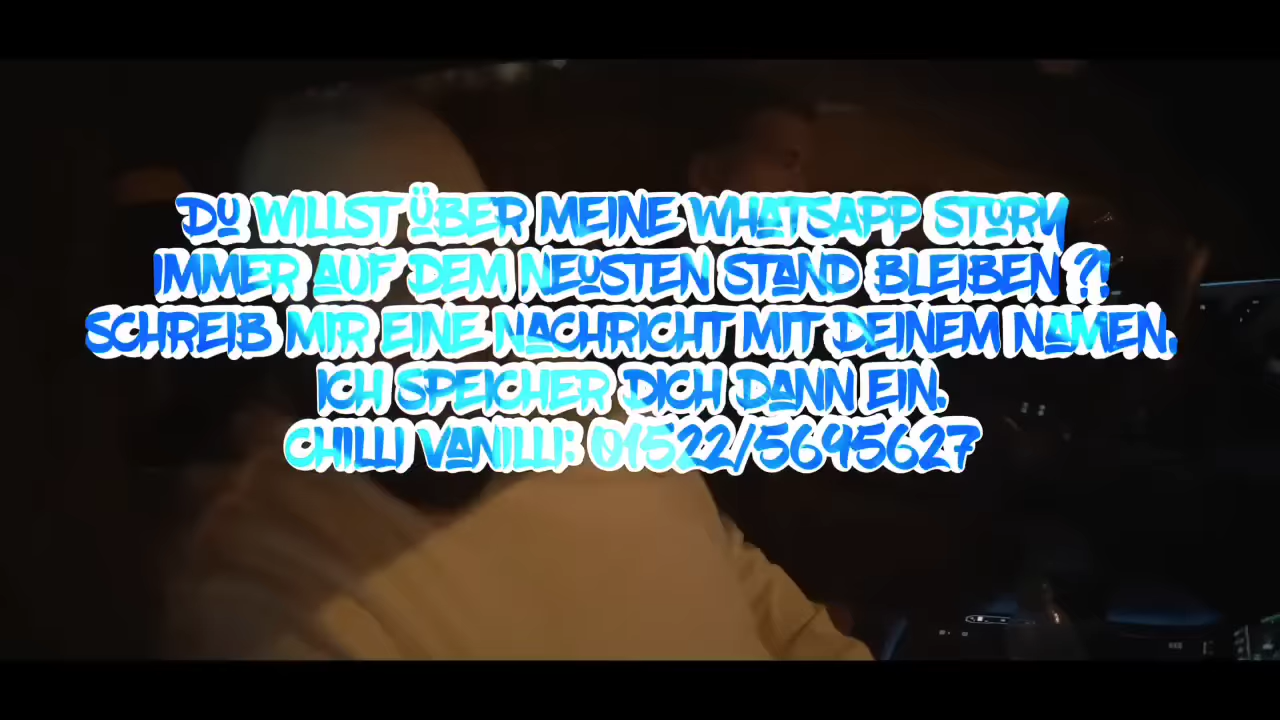 DU WILLST ÜBER MEINE WHATSAPP STORY
IMMER AUF DEM NEUSTEN STAND BLEIBEN ?!
SCHREIB MIR EINE NACHRICHT MIT DEINEM NAMEN.
ICH SPEICHER DICH DANN EIN.
CHILLI VANILLI: 01522/5695627